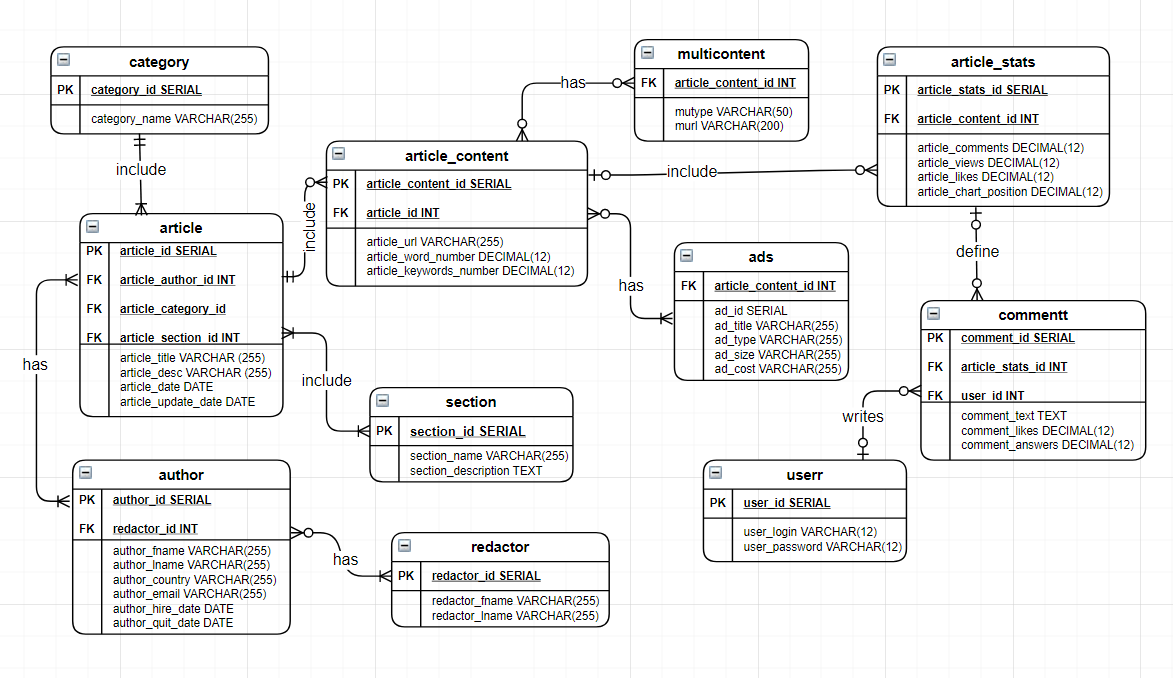 category
PK category_id SERIAL
category_name VARCHAR(255)
include
article
PK article_id SERIAL
FK article_author_id INT
FK article_category_id
FK article_section_id INT
article_title VARCHAR (255)
article_desc VARCHAR (255)
article_date DATE
article_update_date DATE
has
author
PK author_id SERIAL
FK redactor_id INT
author_fname VARCHAR(255)
author_lname VARCHAR(255)
author_country VARCHAR(255)
author_email VARCHAR(255)
author_hire_date DATE
author_quit_date DATE
has
redactor
PK redactor_id SERIAL
redactor_fname VARCHAR(255)
redactor_lname VARCHAR(255)
include
section
PK section_id SERIAL
section_name VARCHAR(255)
section_description TEXT
include
article_content
PK article_content_id SERIAL
FK article_id INT
article_url VARCHAR(255)
article_word_number DECIMAL(12)
article_keywords_number DECIMAL(12)
has
multicontent
FK article_content_id INT
mutype VARCHAR(50)
murl VARCHAR(200)
include
article_stats
PK article_stats_id SERIAL
FK article_content_id INT
article_comments DECIMAL(12)
article_views DECIMAL(12)
article_likes DECIMAL(12)
article_chart_position DECIMAL(12)
has
ads
FK article_content_id INT
ad_id SERIAL
ad_title VARCHAR(255)
ad_type VARCHAR(255)
ad_size VARCHAR(255)
ad_cost VARCHAR(255)
define
commentt
PK comment_id SERIAL
FK article_stats_id INT
FK user_id INT
comment_text TEXT
comment_likes DECIMAL(12)
comment_answers DECIMAL(12)
writes
userr
PK user_id SERIAL
user_login VARCHAR(12)
user_password VARCHAR(12)